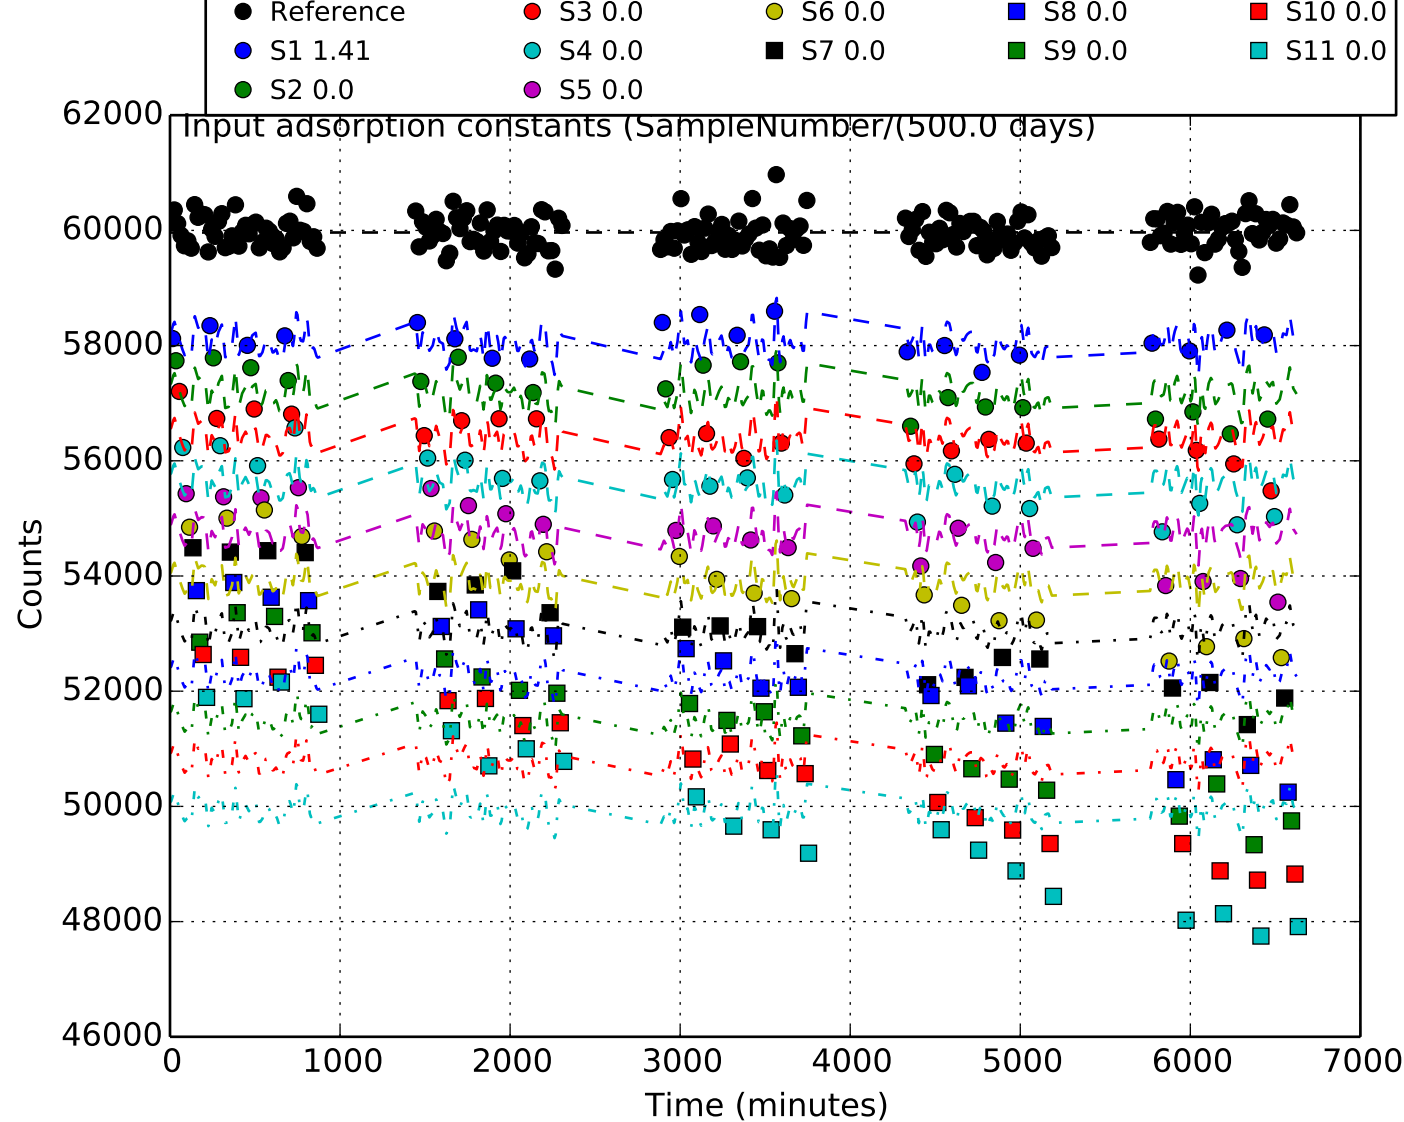 Reference S3 0.0 S6 0.0 S8 0.0 S10 0.0
S1 1.41 S4 0.0 S7 0.0 S9 0.0 S11 0.0
S2 0.0 S5 0.0
Input adsorption constants (SampleNumber/(500.0 days)
62000
60000
58000
56000
54000
52000
50000
48000
46000
Counts
0 1000 2000 3000 4000 5000 6000 7000
Time (minutes)